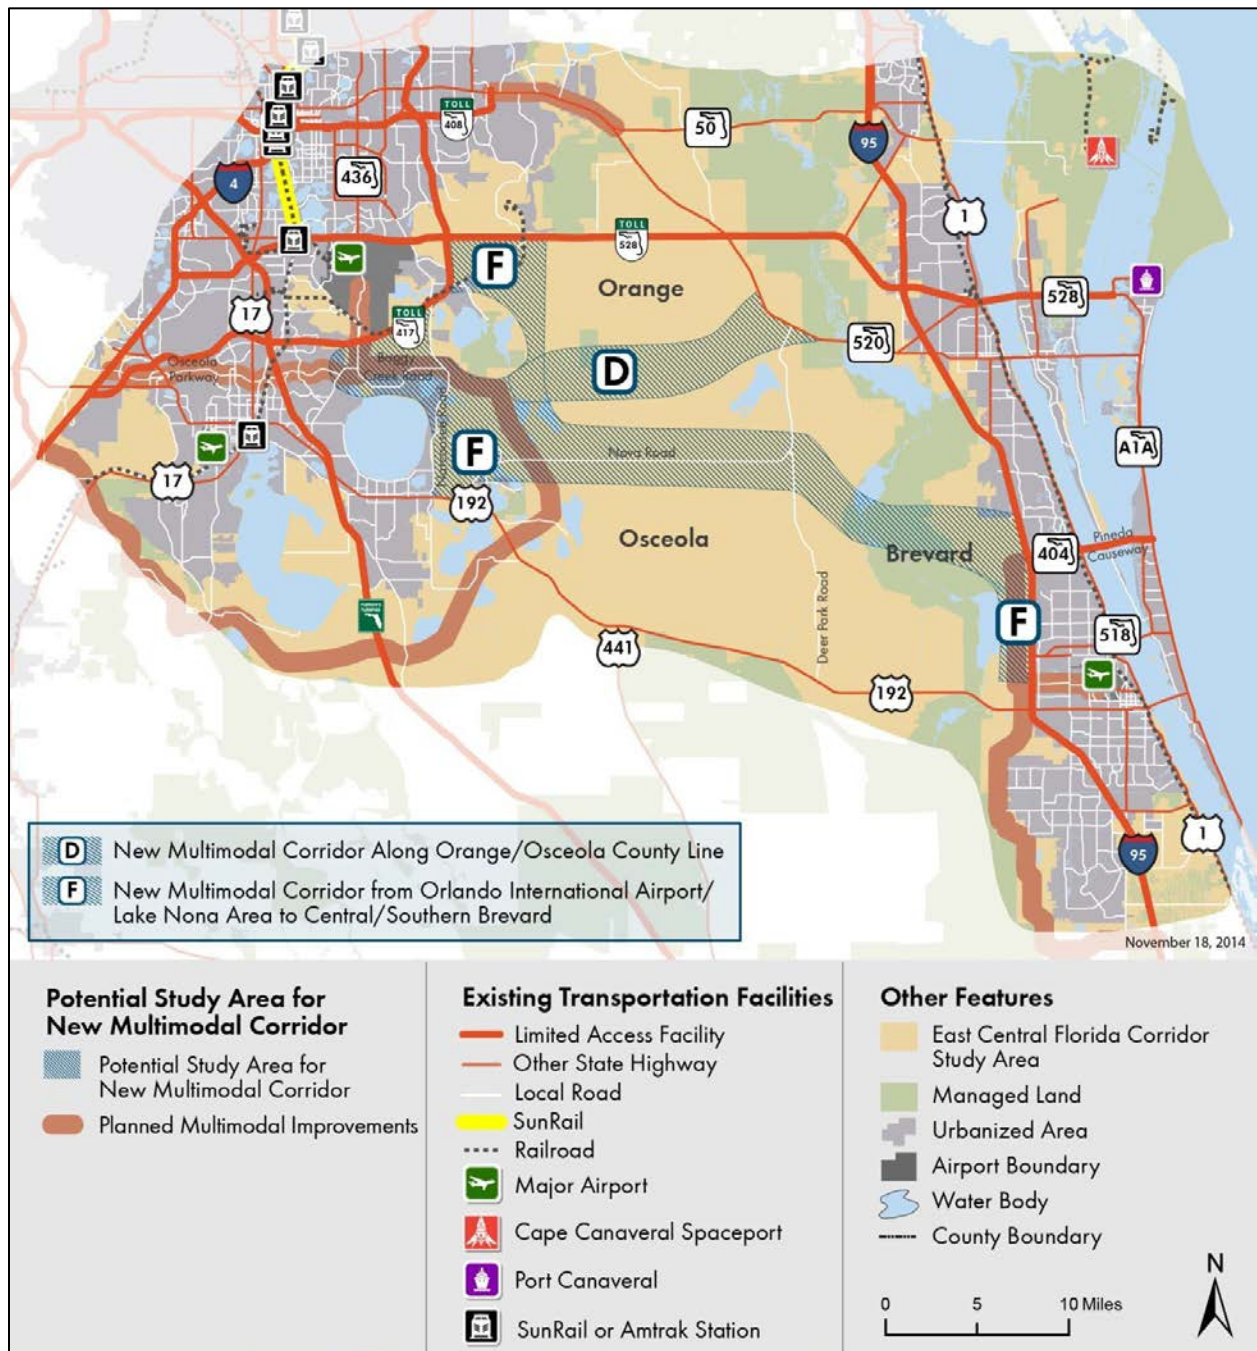 TOLL
408
50
95
4
436
1
TOLL
528
F
Orange
528
17
TOLL
417
520
Osceola
Parkway
Boggy
Creek Road
D
A1A
Narcoossee Road
F
Nova Road
17
192
Osceola
Brevard
404
Pineda
Causeway
Deer Park Road
F
518
441
192
1
95
D New Multimodal Corridor Along Orange/Osceola County Line
F New Multimodal Corridor from Orlando International Airport/
Lake Nona Area to Central/Southern Brevard
November 18, 2014
Potential Study Area for
New Multimodal Corridor
Potential Study Area for
New Multimodal Corridor
Planned Multimodal Improvements
Existing Transportation Facilities
Limited Access Facility
Other State Highway
Local Road
SunRail
Railroad
Major Airport
Cape Canaveral Spaceport
Port Canaveral
SunRail or Amtrak Station
Other Features
East Central Florida Corridor
Study Area
Managed Land
Urbanized Area
Airport Boundary
Water Body
County Boundary
N
0 5 10 Miles